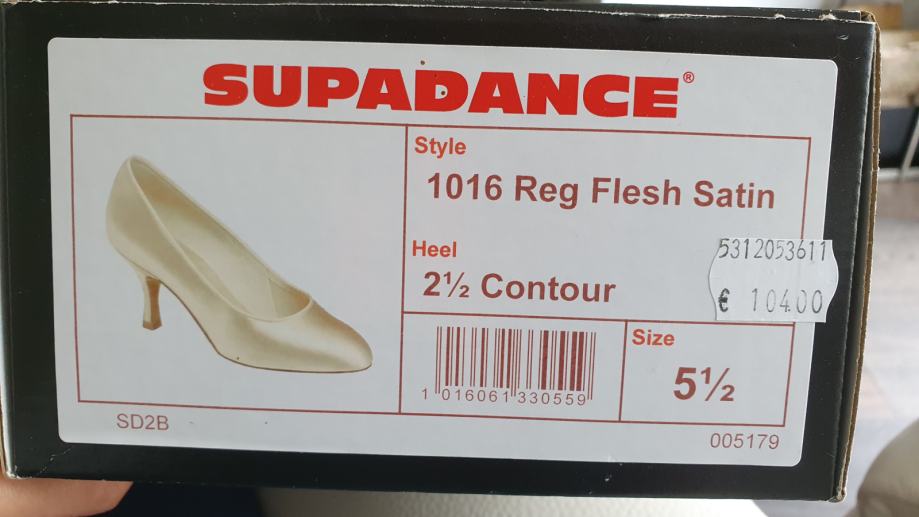 SUPADANCE®
Style
1016 Reg Flesh Satin
Heel
2½ Contour
5312053611
€ 104.00
1 016061 330559
Size
5½
SD2B
005179